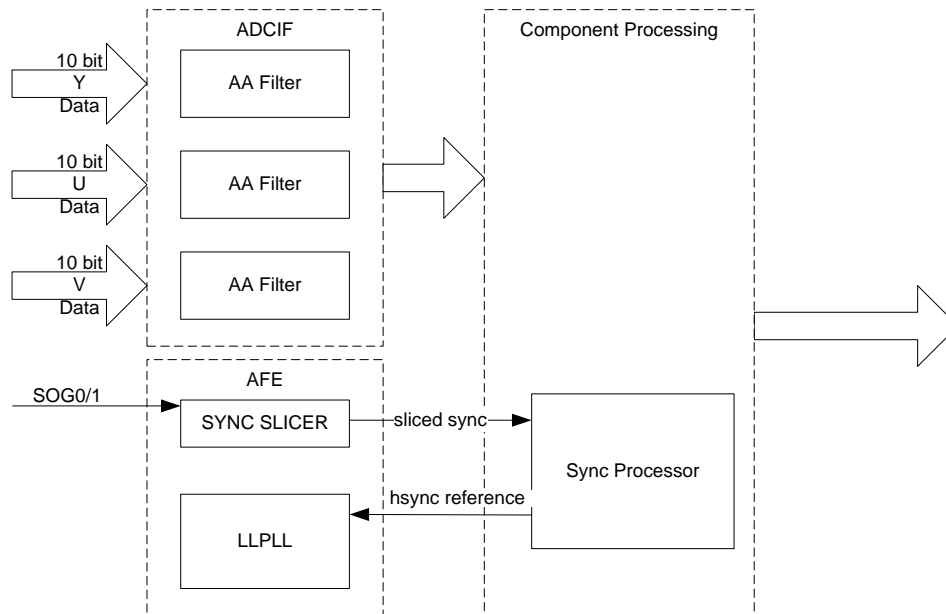 ADCIF
Component Processing
10 bit
Y
Data
AA Filter
10 bit
U
Data
AA Filter
10 bit
V
Data
AA Filter
AFE
SOG0/1
SYNC SLICER
sliced sync
Sync Processor
hsync reference
LLPLL